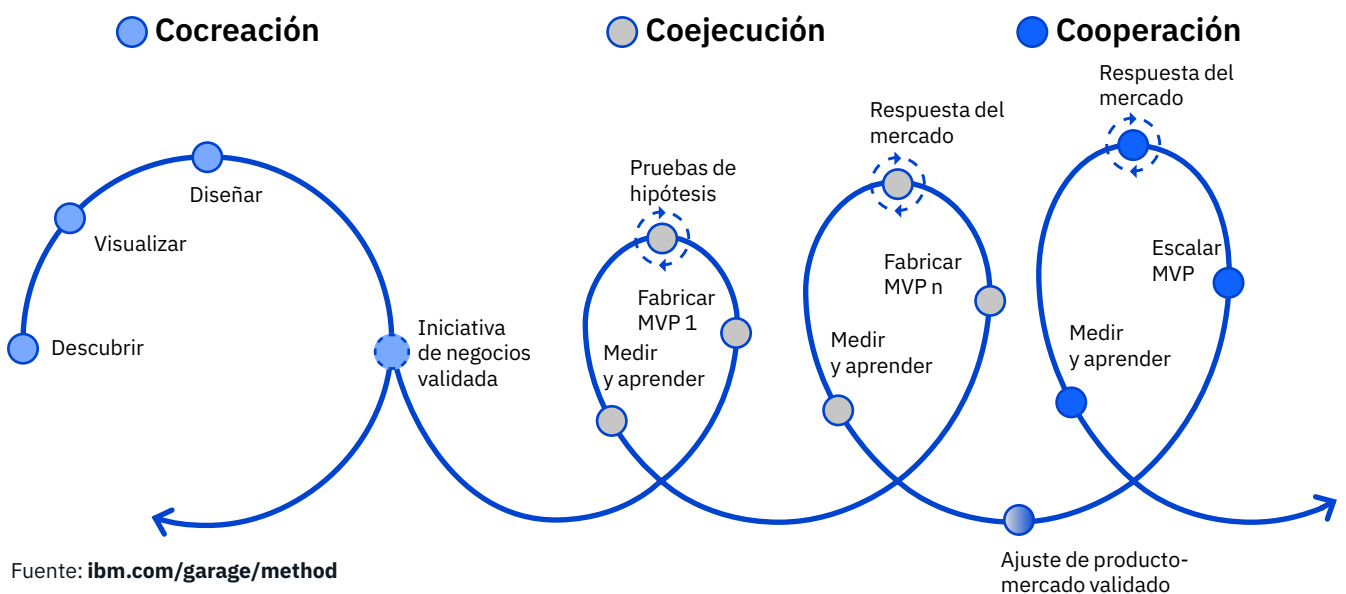 Cocreación
Coejecución
Cooperación
Descubrir
Visualizar
Diseñar
Iniciativa
de negocios
validada
Pruebas de
hipótesis
Fabricar
MVP 1
Medir
y aprender
Respuesta del
mercado
Fabricar
MVP n
Medir
y aprender
Respuesta del
mercado
Escalar
MVP
Medir
y aprender
Ajuste de producto-
mercado validado
Fuente: ibm.com/garage/method